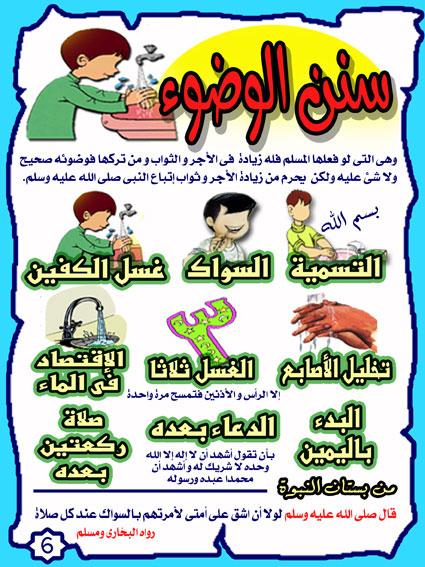 سنن الوضوء
وهى التى لو فعلها المسلم فله زيادة فى الأجر و الثواب و من تركها فوضوئه صحيح
ولا شئ عليه ولكن يحرم من زيادة الأجر و ثواب إتباع النبى صلى الله عليه وسلم.
بسم الله
التسمية
السواك
غسل الكفين
تخليل الأصابع
٣
الغسل ثلاثا
إلا الرأس و الأذنين فتمسح مرة واحدة
الإقتصاد
فى الماء
البدء
باليمين
الدعاء بعده
بأن تقول أشهد أن لا إله إلا الله
وحده لا شريك له و أشهد أن
محمدا عبده ورسوله
صلاة
ركعتين
بعده
من بستان النبوة
قال صلى الله عليه وسلم لولا أن اشق على أمتى لأمرتهم بالسواك عند كل صلاة
رواه البخارى ومسلم
6